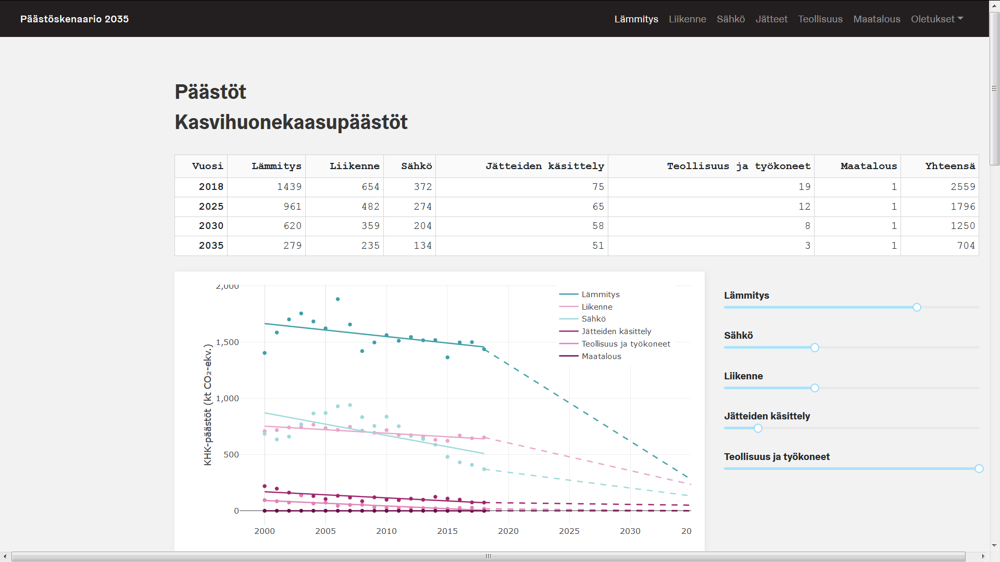 Päästöskenaario 2035
Lämmitys Liikenne Sähkö Jätteet Teollisuus Maatalous Oletukset
Päästöt
Kasvihuonekaasupäästöt
Vuosi Lämmitys Liikenne Sähkö Jätteiden käsittely Teollisuus ja työkoneet Maatalous Yhteensä
2018 1439 654 372 75 19 1 2559
2025 961 482 274 65 12 1 1796
2030 620 359 204 58 8 1 1250
2035 279 235 134 51 3 1 704
KHK-päästöt (kt CO₂-ekv.)
2,000
1,500
1,000
500
0
2000 2005 2010 2015 2020 2025 2030 20
Lämmitys
Liikenne
Sähkö
Jätteiden käsittely
Teollisuus ja työkoneet
Maatalous
Lämmitys
Sähkö
Liikenne
Jätteiden käsittely
Teollisuus ja työkoneet